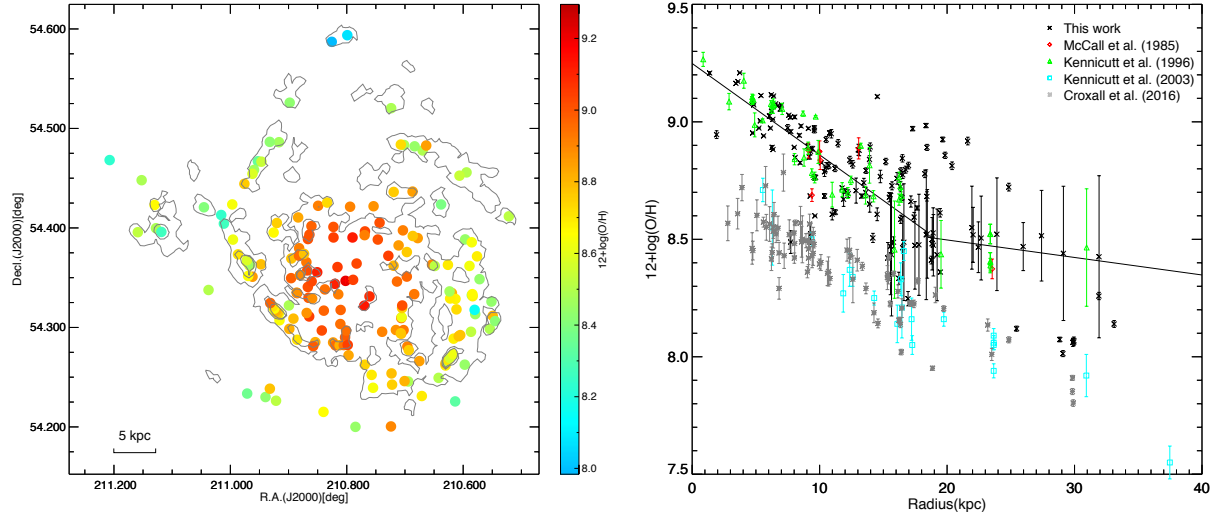 54.600
54.500
54.400
54.300
54.200
Decl.(J2000)[deg]
5 kpc
211.200
211.000
210.800
210.600
R.A.(J2000)[deg]
9.2
9.0
8.8
8.6
8.4
8.2
8.0
12+log(O/H)
9.5
9.0
8.5
8.0
7.5
12+log(O/H)
This work
McCall et al. (1985)
Kennicutt et al. (1996)
Kennicutt et al. (2003)
Croxall et al. (2016)
0
10
20
30
40
Radius(kpc)